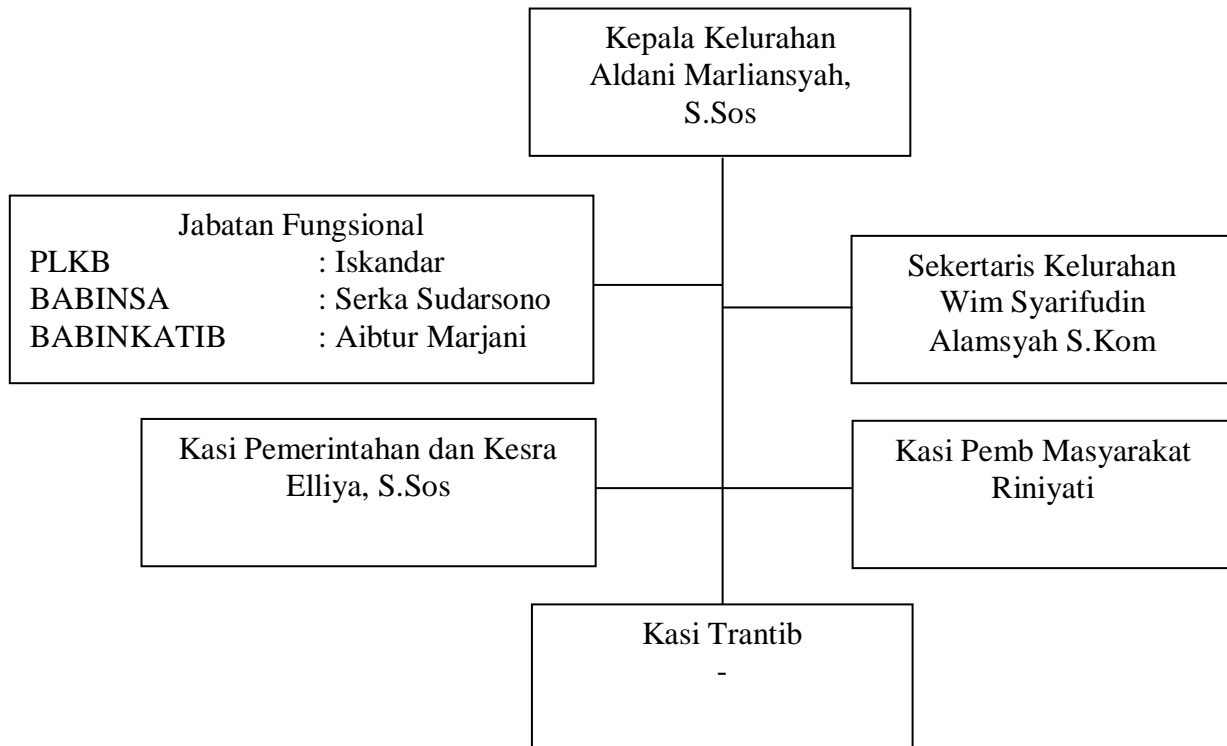 Kepala Kelurahan
Aldani Marliansyah,
S.Sos
Jabatan Fungsional
PLKB : Iskandar
BABINSA : Serka Sudarsono
BABINKATIB : Aibtur Marjani
Sekertaris Kelurahan
Wim Syarifudin
Alamsyah S.Kom
Kasi Pemerintahan dan Kesra
Elliya, S.Sos
Kasi Pemb Masyarakat
Riniyati
Kasi Trantib
-